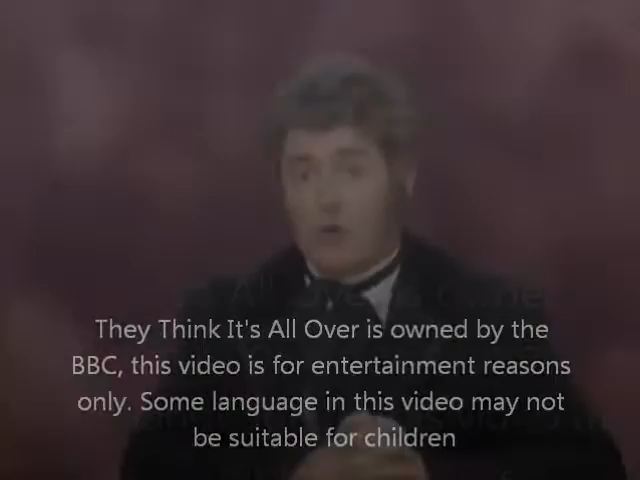 They Think It's All Over is owned by the
BBC, this video is for entertainment reasons
only. Some language in this video may not
be suitable for children